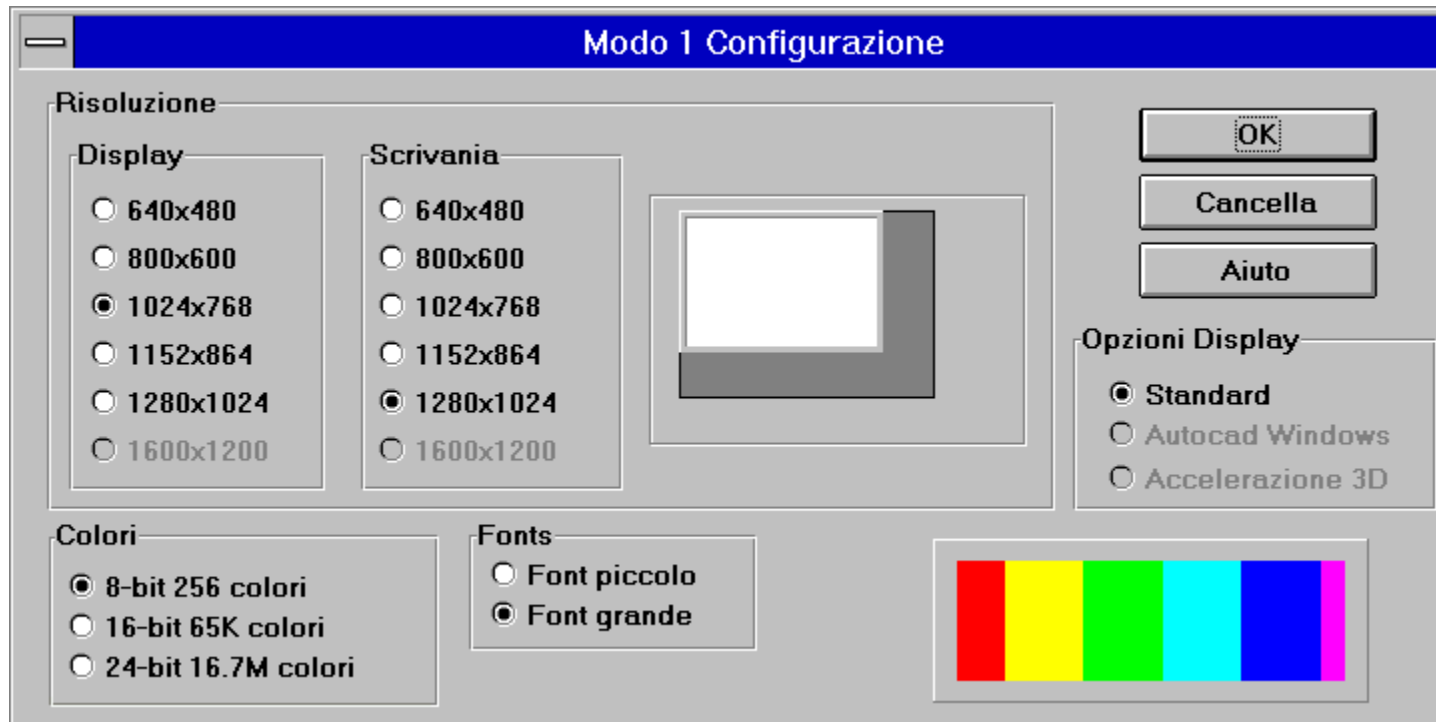 Modo 1 Configurazione
Risoluzione
Display
640x480
800x600
1024x768
1152x864
1280x1024
1600x1200
Scrivania
640x480
800x600
1024x768
1152x864
1280x1024
1600x1200
OK
Cancella
Aiuto
Opzioni Display
Standard
Autocad Windows
Accelerazione 3D
Colori
8-bit 256 colori
16-bit 65K colori
24-bit 16.7M colori
Fonts
Font piccolo
Font grande